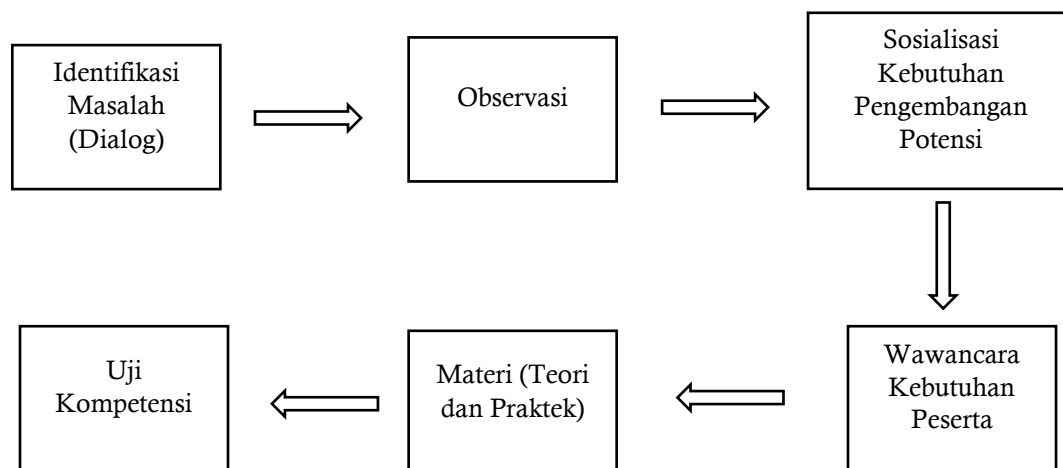 Identifikasi
Masalah
(Dialog)
Observasi
Sosialisasi
Kebutuhan
Pengembangan
Potensi
Wawancara
Kebutuhan
Peserta
Materi (Teori
dan Praktek)
Uji
Kompetensi